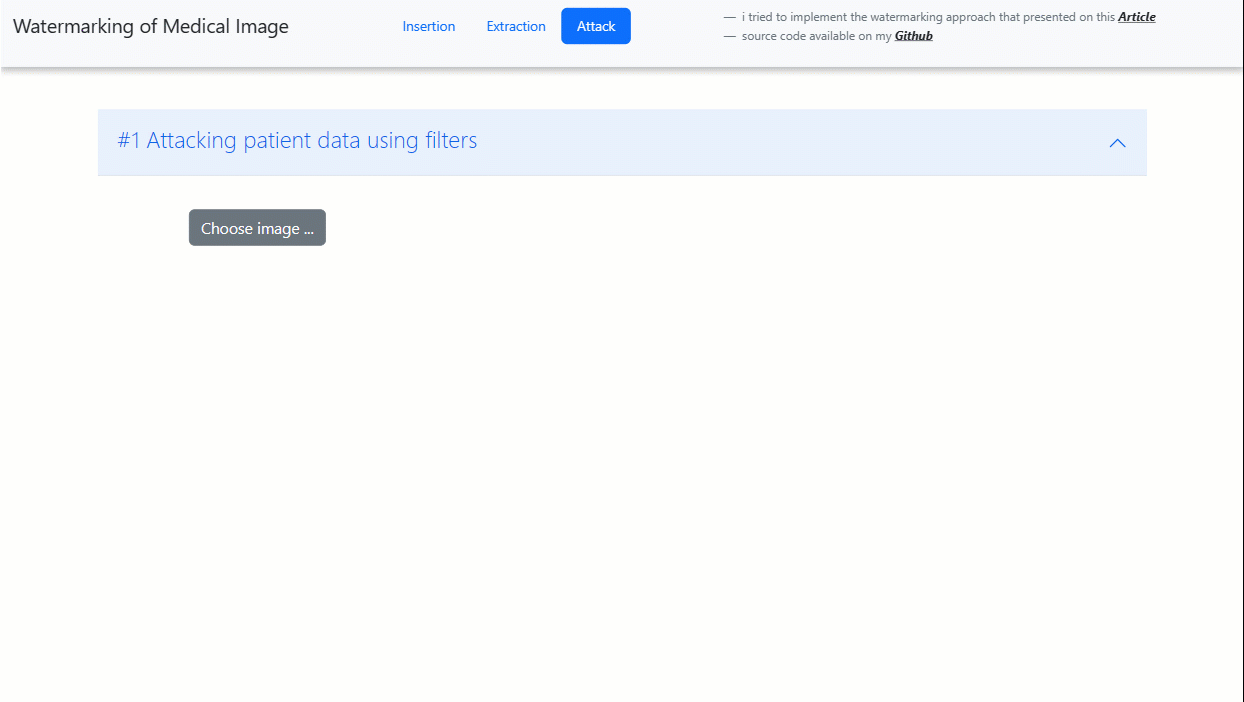 Watermarking of Medical Image
Insertion
Extraction
Attack
— i tried to implement the watermarking approach that presented on this Article
— source code available on my Github
#1 Attacking patient data using filters
Choose image ...